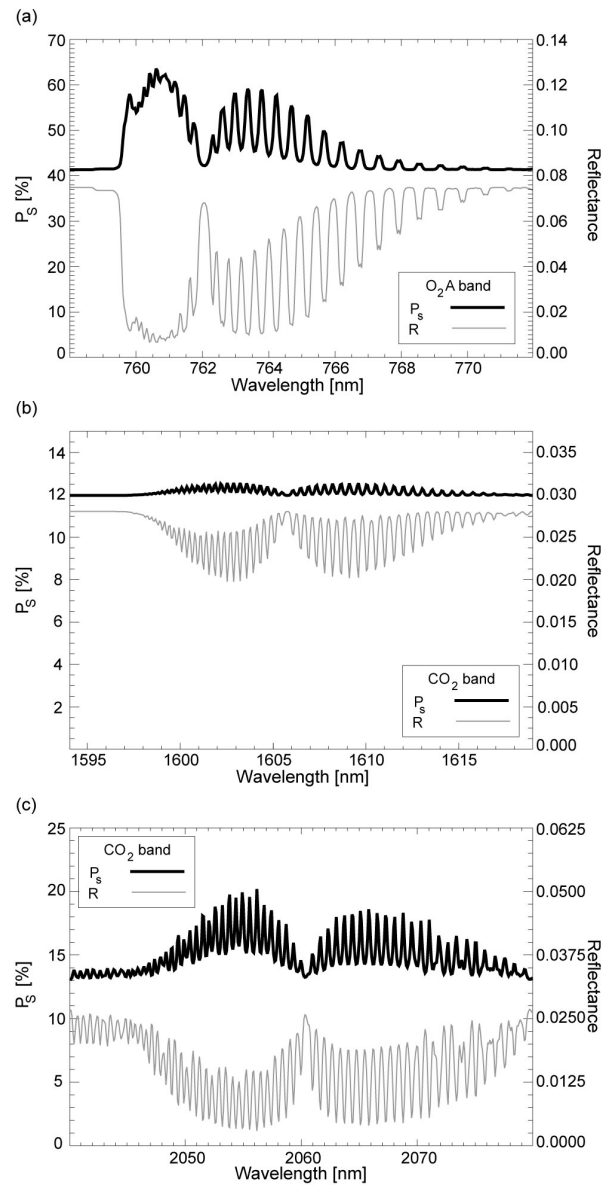 (a)
70
60
50
40
30
20
10
0
P_S [%]
0.14
0.12
0.10
0.08
0.06
0.04
0.02
0.00
Reflectance
O_2 A band
P_s
R
760 762 764 766 768 770
Wavelength [nm]
(b)
14
12
10
8
6
4
2
P_S [%]
0.035
0.030
0.025
0.020
0.015
0.010
0.005
0.000
Reflectance
CO_2 band
P_s
R
1595 1600 1605 1610 1615
Wavelength [nm]
(c)
25
20
15
10
5
0
P_S [%]
0.0625
0.0500
0.0375
0.0250
0.0125
0.0000
Reflectance
CO_2 band
P_s
R
2050 2060 2070
Wavelength [nm]